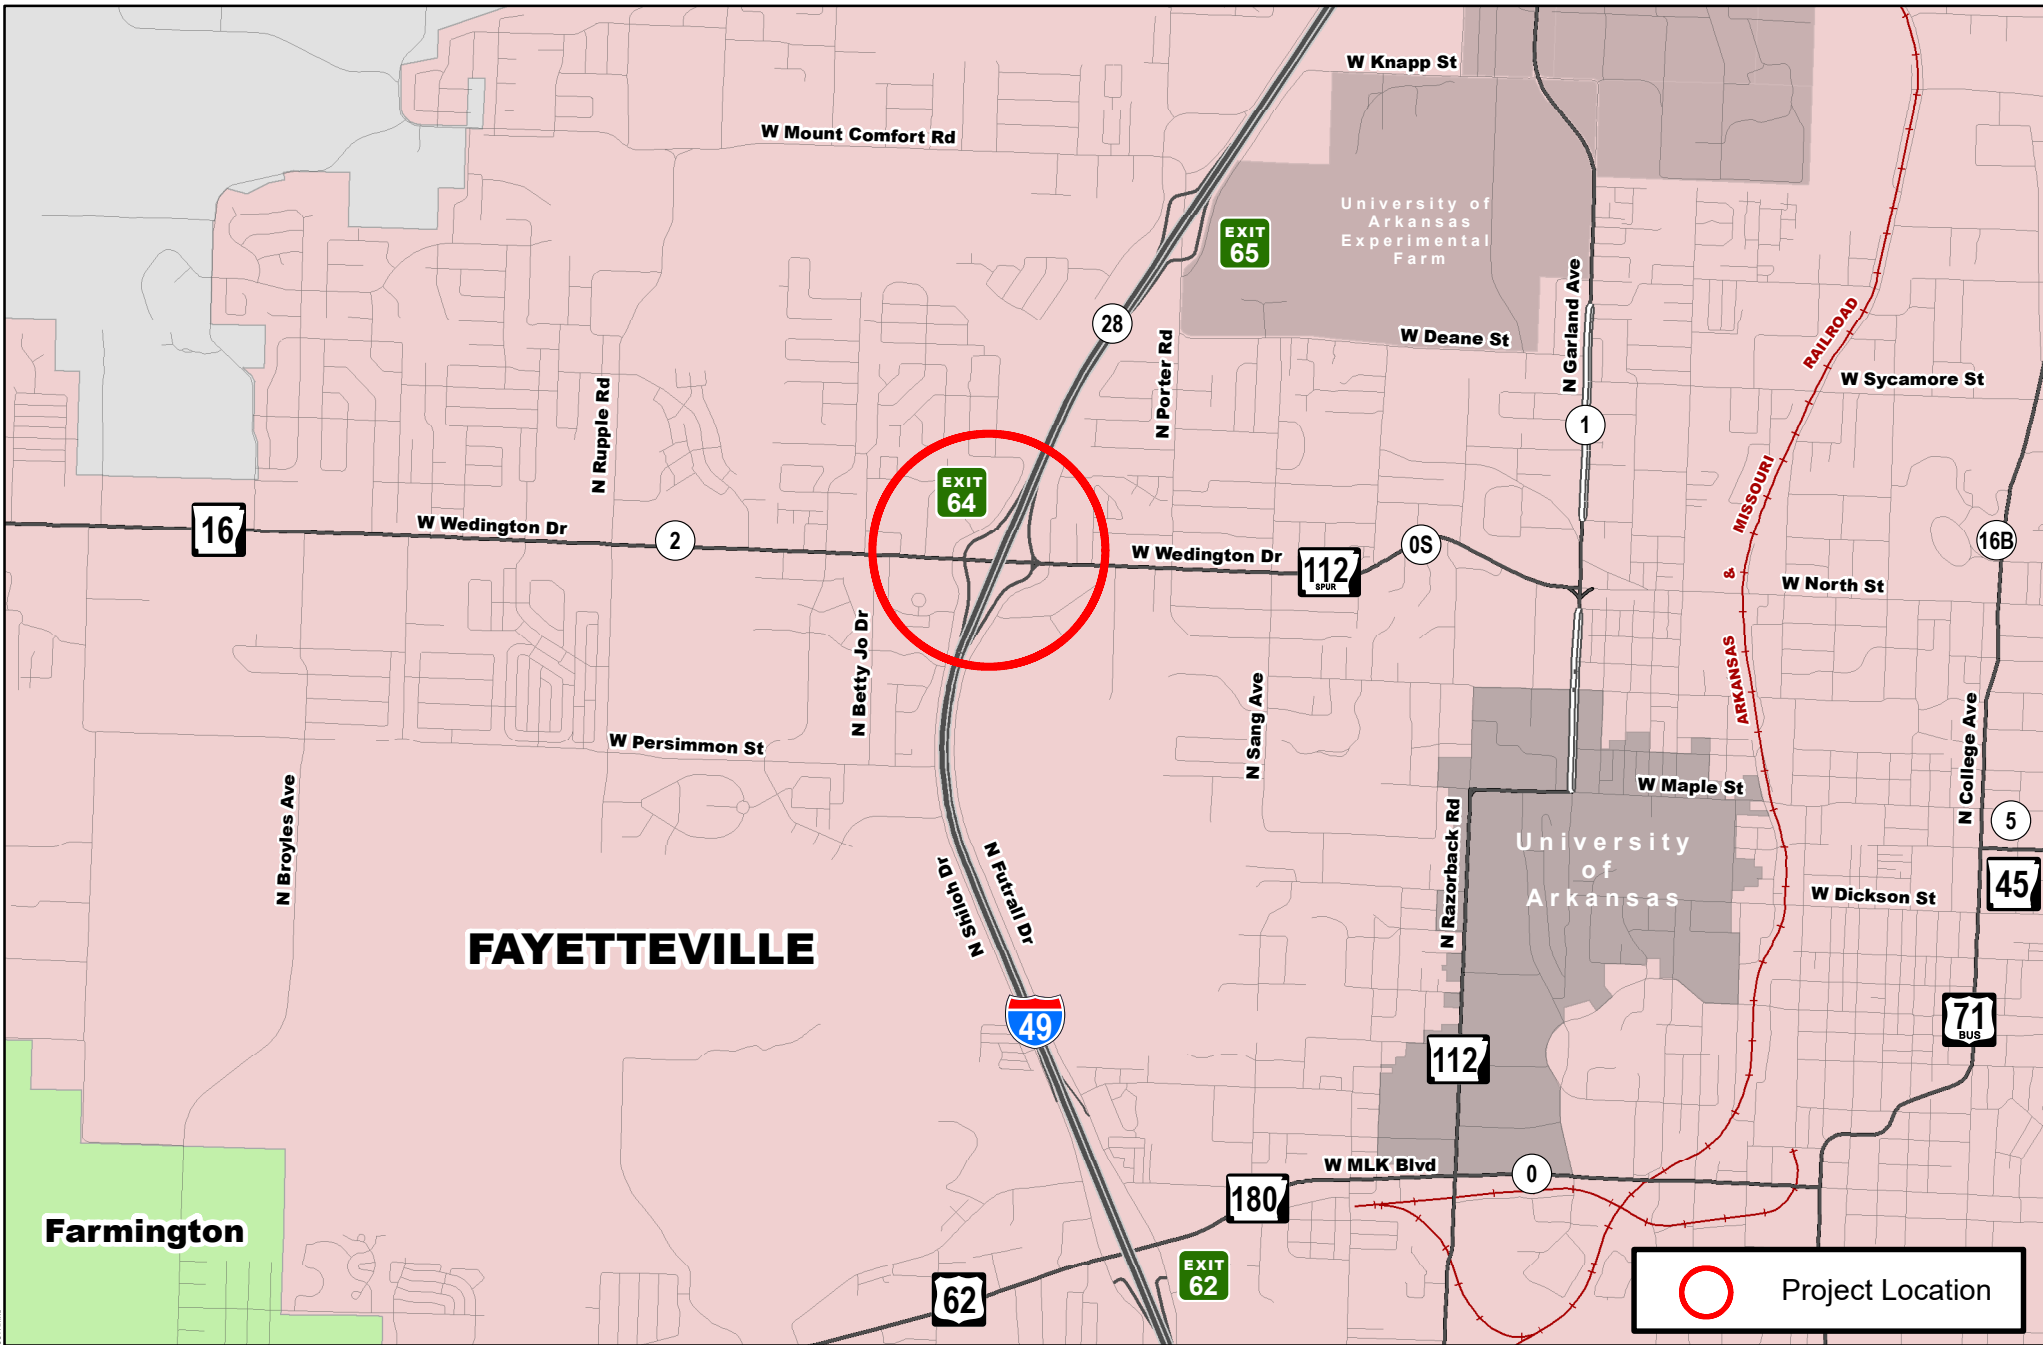 W Knapp St
W Mount Comfort Rd
University of
Arkansas
Experimental
Farm
EXIT
65
28
W Deane St
N Garland Ave
N Porter Rd
RAILROAD
W Sycamore St
N Rupple Rd
1
MISSOURI
EXIT
64
16
W Wedington Dr
2
W Wedington Dr
112
SPUR
0S
16B
&
W North St
N Betty Jo Dr
ARKANSAS
N Sang Ave
N College Ave
W Persimmon St
W Maple St
N Broyles Ave
N Razorback Rd
University
of
Arkansas
5
45
N Futrall Dr
N Shiloh Dr
W Dickson St
FAYETTEVILLE
49
71
BUS
112
W MLK Blvd
0
180
Farmington
EXIT
62
62
Project Location